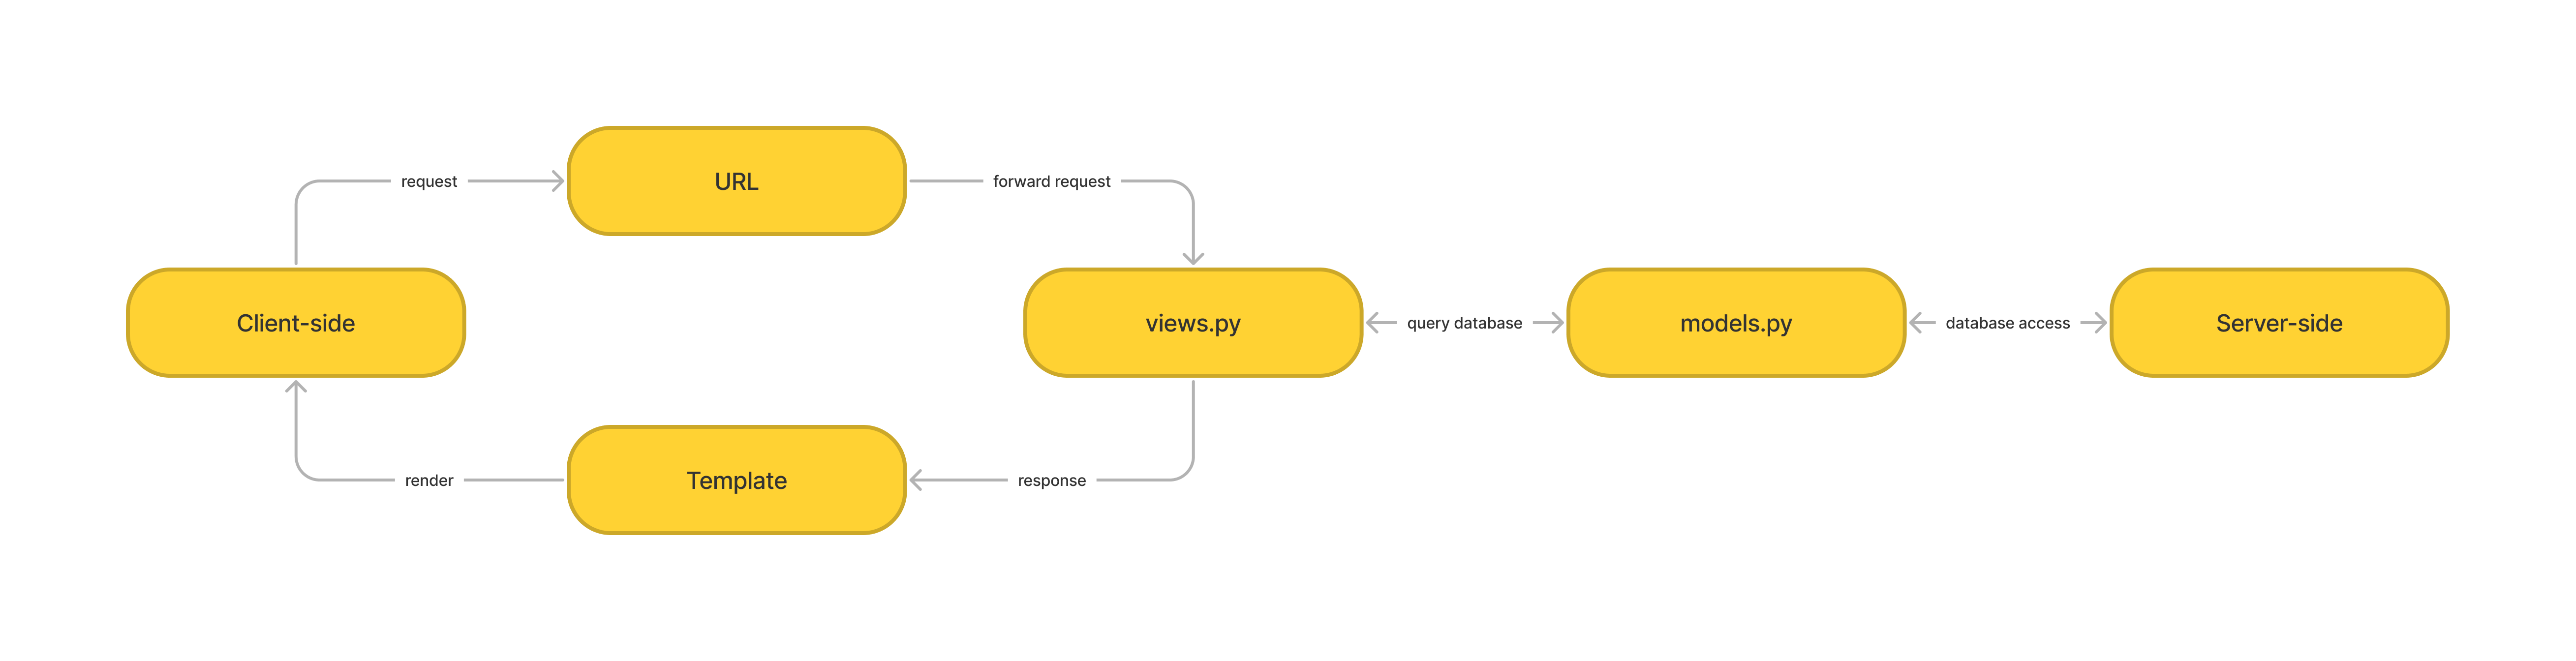 URL
request
forward request
Client-side
views.py
query database
models.py
database access
Server-side
Template
render
response